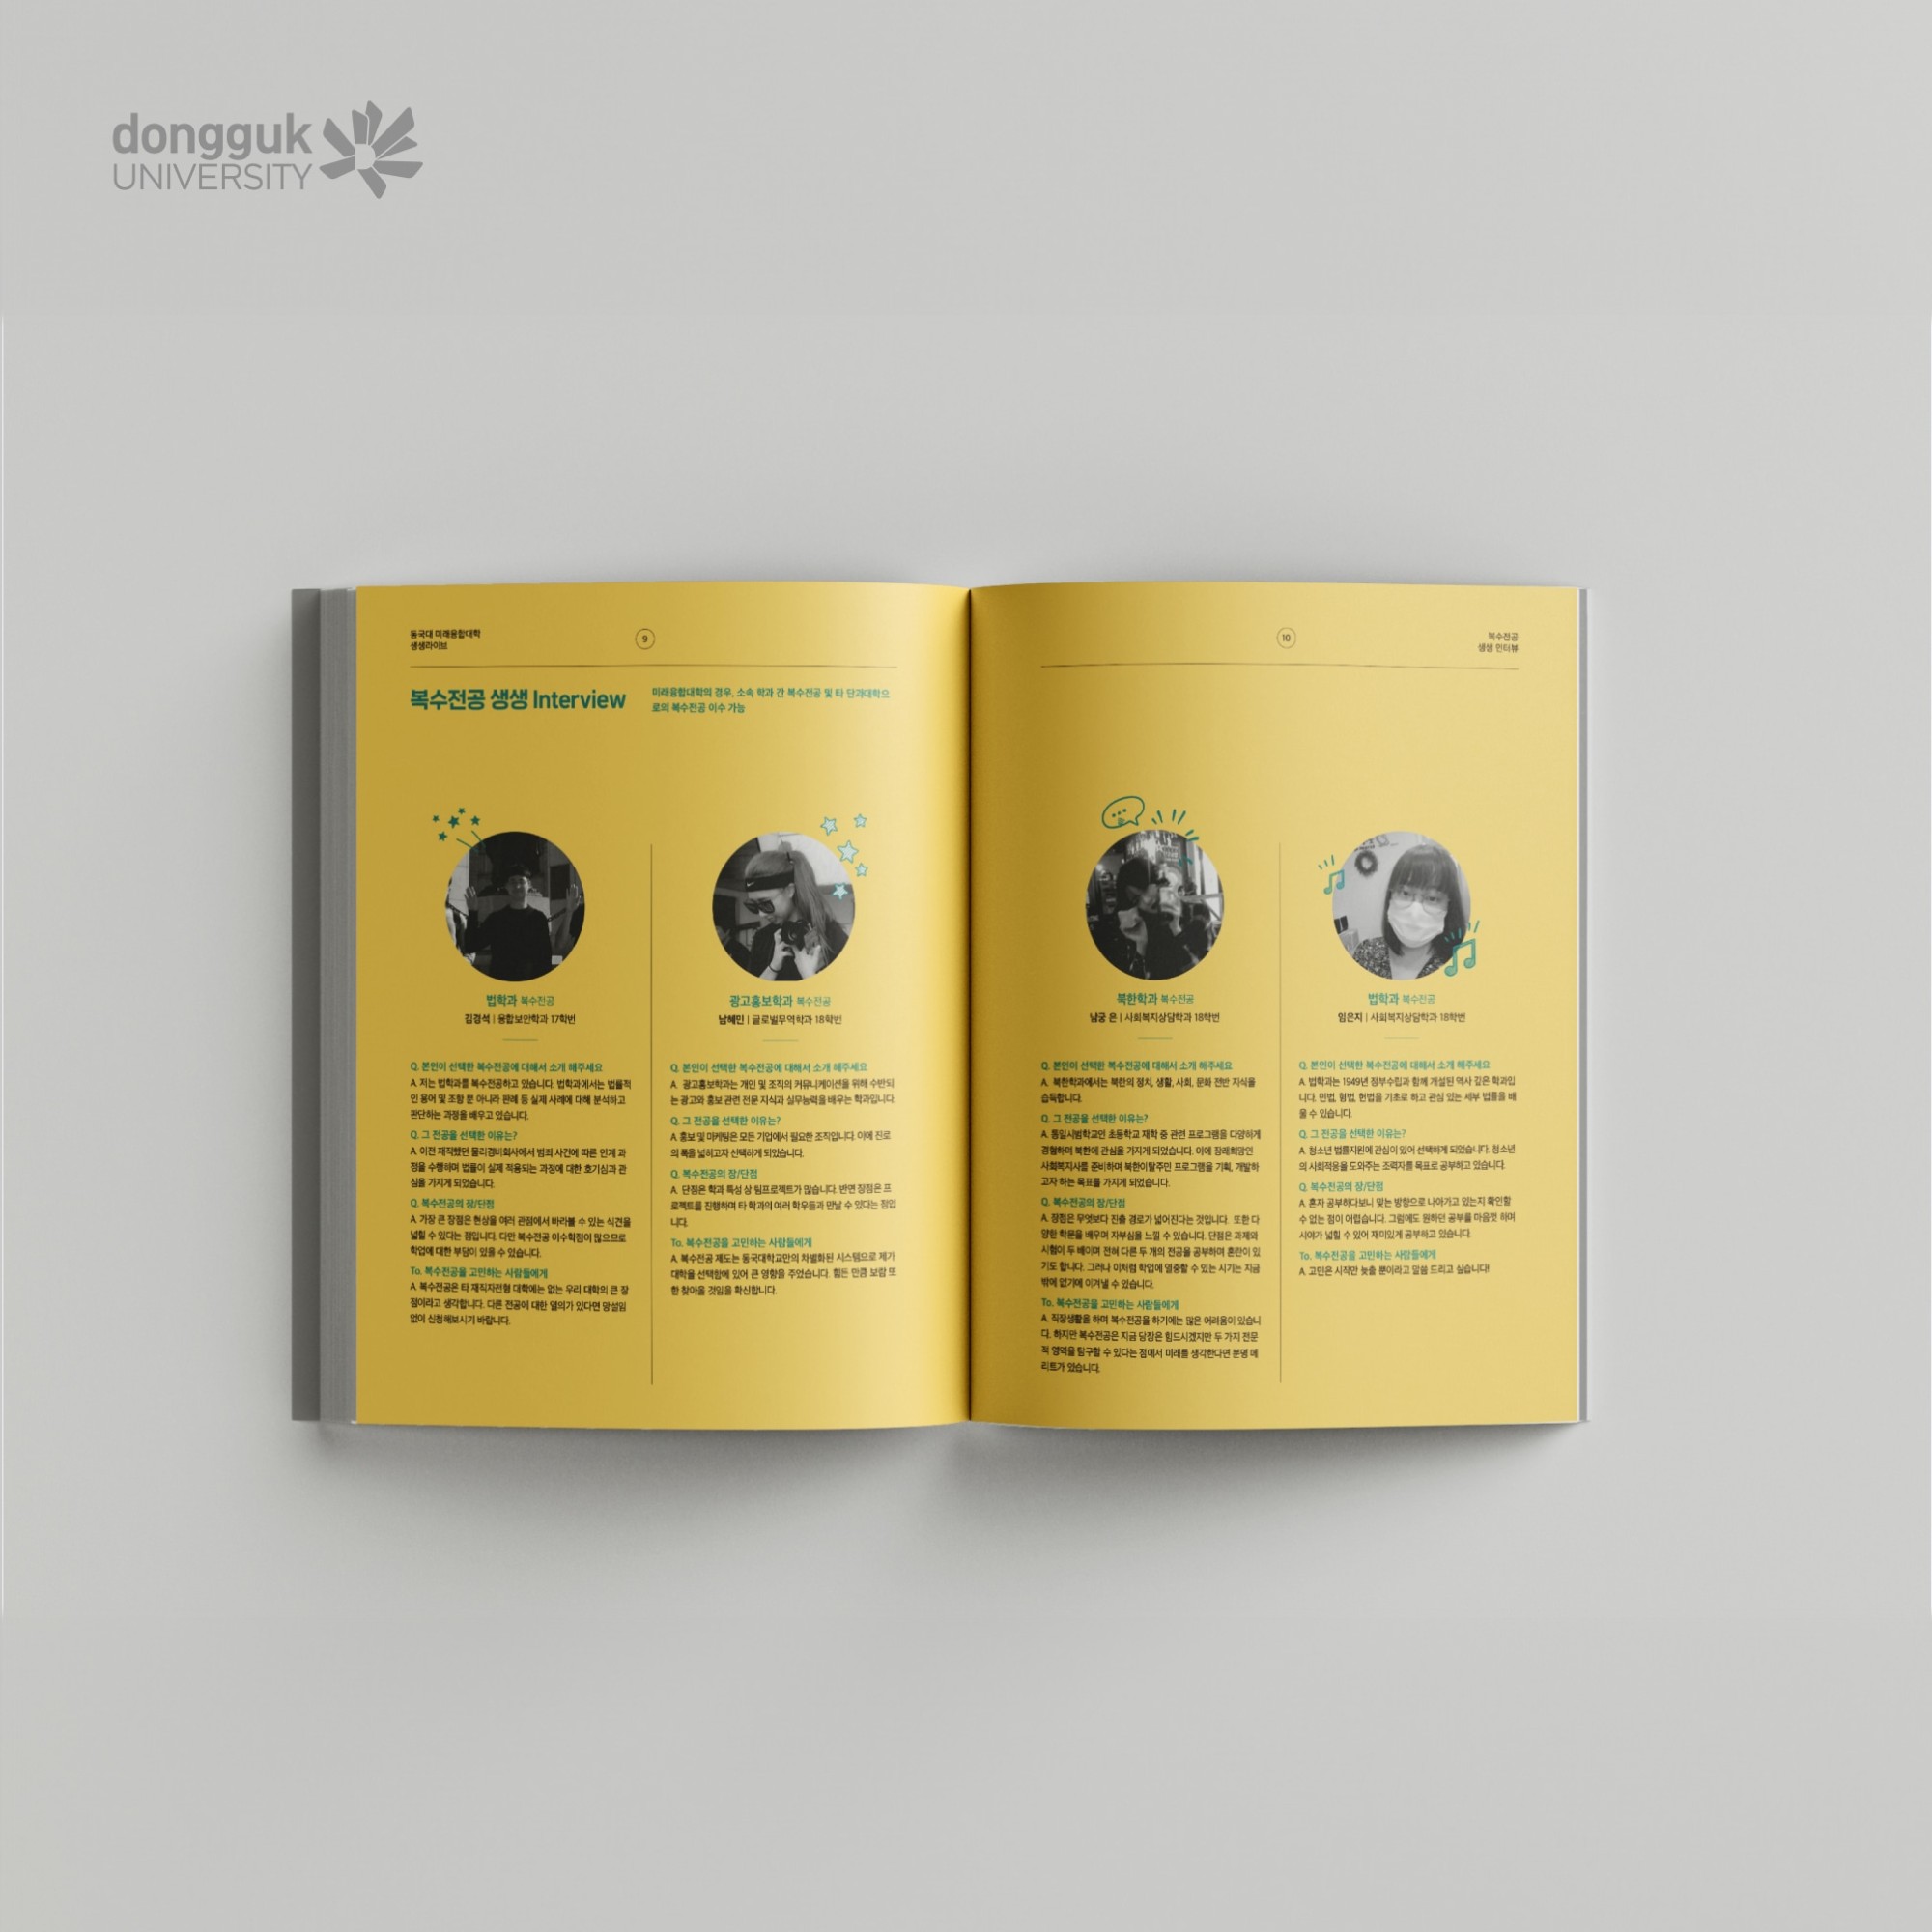 dongguk
UNIVERSITY
동국대 미래융합대학
생생라이브
9
복수전공 생생 Interview
미래융합대학의 경우, 소속 학과 간 복수전공 및 타 단과대학으
로의 복수전공 이수 가능
법학과 복수전공
김경석 | 융합보안학과 17학번
Q. 본인이 선택한 복수전공에 대해서 소개 해주세요
A. 저는 법학과를 복수전공하고 있습니다. 법학과에서는 법률적
인 용어 및 조항 뿐 아니라 판례 등 실제 사례에 대해 분석하고
판단하는 과정을 배우고 있습니다.
Q. 그 전공을 선택한 이유는?
A. 이전 재직했던 물리경비회사에서 범죄 사건에 따른 인계 과
정을 수행하며 법률이 실제 적용되는 과정에 대한 호기심과 관
심을 가지게 되었습니다.
Q. 복수전공의 장/단점
A. 가장 큰 장점은 현상을 여러 관점에서 바라볼 수 있는 식견을
넓힐 수 있다는 점입니다. 다만 복수전공 이수학점이 많으므로
학업에 대한 부담이 있을 수 있습니다.
To. 복수전공을 고민하는 사람들에게
A. 복수전공은 타 재직자전형 대학에는 없는 우리 대학의 큰 장
점이라고 생각합니다. 다른 전공에 대한 열의가 있다면 망설임
없이 신청해보시기 바랍니다.
광고홍보학과 복수전공
남혜민 | 글로벌무역학과 18학번
Q. 본인이 선택한 복수전공에 대해서 소개 해주세요
A. 광고홍보학과는 개인 및 조직의 커뮤니케이션을 위해 수반되
는 광고와 홍보 관련 전문 지식과 실무능력을 배우는 학과입니다.
Q. 그 전공을 선택한 이유는?
A. 홍보 및 마케팅은 모든 기업에서 필요한 조직입니다. 이에 진로
의 폭을 넓히고자 선택하게 되었습니다.
Q. 복수전공의 장/단점
A. 단점은 학과 특성 상 팀프로젝트가 많습니다. 반면 장점은 프
로젝트를 진행하며 타 학과의 여러 학우들과 만날 수 있다는 점입
니다.
To. 복수전공을 고민하는 사람들에게
A. 복수전공 제도는 동국대학교만의 차별화된 시스템으로 제가
대학을 선택함에 있어 큰 영향을 주었습니다. 힘든 만큼 보람 또
한 찾아올 것임을 확신합니다.
10
복수전공
생생 인터뷰
북한학과 복수전공
남궁 은 | 사회복지상담학과 18학번
Q. 본인이 선택한 복수전공에 대해서 소개 해주세요
A. 북한학과에서는 북한의 정치, 생활, 사회, 문화 전반 지식을
습득합니다.
Q. 그 전공을 선택한 이유는?
A. 통일시범학교인 초등학교 재학 중 관련 프로그램을 다양하게
경험하며 북한에 관심을 가지게 되었습니다. 이에 장래희망인
사회복지사를 준비하며 북한이탈주민 프로그램을 기획, 개발하
고자 하는 목표를 가지게 되었습니다.
Q. 복수전공의 장/단점
A. 장점은 무엇보다 진출 경로가 넓어진다는 것입니다. 또한 다
양한 학문을 배우며 자부심을 느낄 수 있습니다. 단점은 과제와
시험이 두 배이며 전혀 다른 두 개의 전공을 공부하며 혼란이 있
기도 합니다. 그러나 이처럼 학업에 열중할 수 있는 시기는 지금
밖에 없기에 이겨낼 수 있습니다.
To. 복수전공을 고민하는 사람들에게
A. 직장생활을 하며 복수전공을 하기에는 많은 어려움이 있습니
다. 하지만 복수전공은 지금 당장은 힘드시겠지만 두 가지 전문
적 영역을 탐구할 수 있다는 점에서 미래를 생각한다면 분명 메
리트가 있습니다.
법학과 복수전공
임은지 | 사회복지상담학과 18학번
Q. 본인이 선택한 복수전공에 대해서 소개 해주세요
A. 법학과는 1949년 정부수립과 함께 개설된 역사 깊은 학과입
니다. 민법, 형법, 헌법을 기초로 하고 관심 있는 세부 법률을 배
울 수 있습니다.
Q. 그 전공을 선택한 이유는?
A. 청소년 법률지원에 관심이 있어 선택하게 되었습니다. 청소년
의 사회적응을 도와주는 조력자를 목표로 공부하고 있습니다.
Q. 복수전공의 장/단점
A. 혼자 공부하다보니 맞는 방향으로 나아가고 있는지 확인할
수 없는 점이 어렵습니다. 그럼에도 원하던 공부를 마음껏 하며
시야가 넓힐 수 있어 재미있게 공부하고 있습니다.
To. 복수전공을 고민하는 사람들에게
A. 고민은 시작만 늦출 뿐이라고 말씀 드리고 싶습니다!